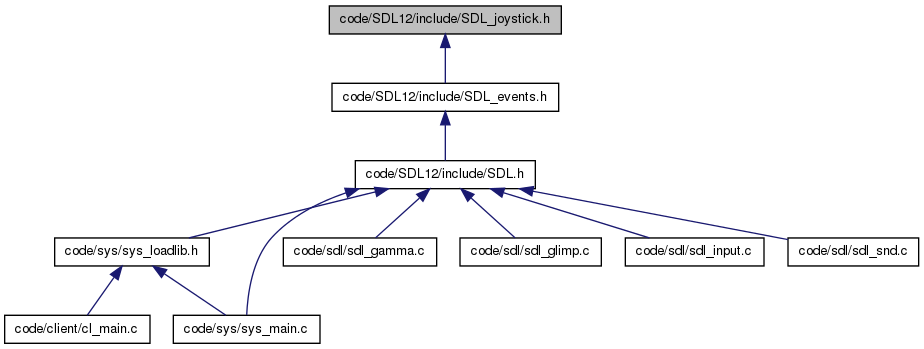 code/SDL12/include/SDL_joystick.h
code/SDL12/include/SDL_events.h
code/SDL12/include/SDL.h
code/sys/sys_loadlib.h
code/sdl/sdl_gamma.c
code/sdl/sdl_glimp.c
code/sdl/sdl_input.c
code/sdl/sdl_snd.c
code/client/cl_main.c
code/sys/sys_main.c